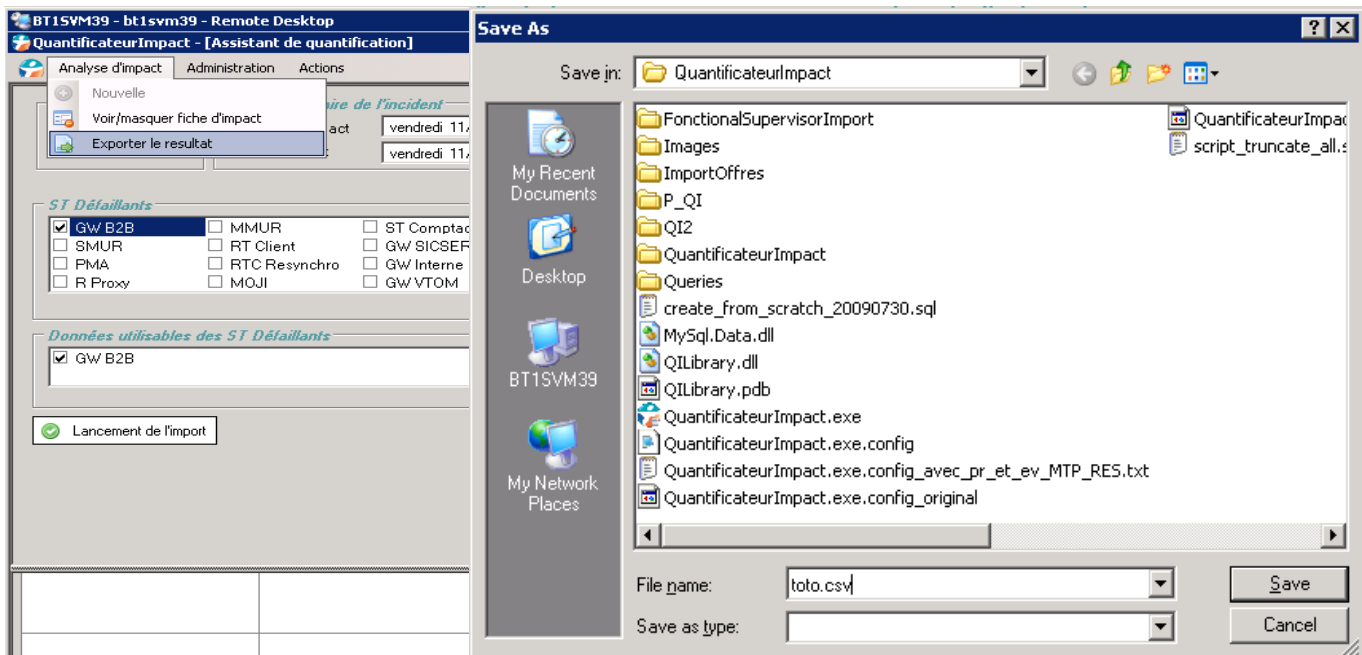 BT1SVM39 - bt1svm39 - Remote Desktop
QuantificateurImpact - [Assistant de quantification]
Analyse d'impact Administration Actions
Nouvelle
Voir/masquer fiche d'impact
Exporter le resultat
aire de l'incident
act vendredi 11
vendredi 11
ST Défaillants
GW B2B MMUR ST Comptac
SMUR RT Client GW SICSER
PMA RTC Resynchro GW Interne
R Proxy MOJI GW VTOM
Données utilisables des ST Défaillants
GW B2B
Lancement de l'import
Save As
Save in: QuantificateurImpact
My Recent Documents
Desktop
BT1SVM39
My Network Places
FonctionalSupervisorImport
Images
ImportOffres
P_QI
QI2
QuantificateurImpact
Queries
create_from_scratch_20090730.sql
MySql.Data.dll
QILibrary.dll
QILibrary.pdb
QuantificateurImpact.exe
QuantificateurImpact.exe.config
QuantificateurImpact.exe.config_avec_pr_et_ev_MTP_RES.txt
QuantificateurImpact.exe.config_original
QuantificateurImpac
script_truncate_all.s
File name: toto.csv Save
Save as type: Cancel